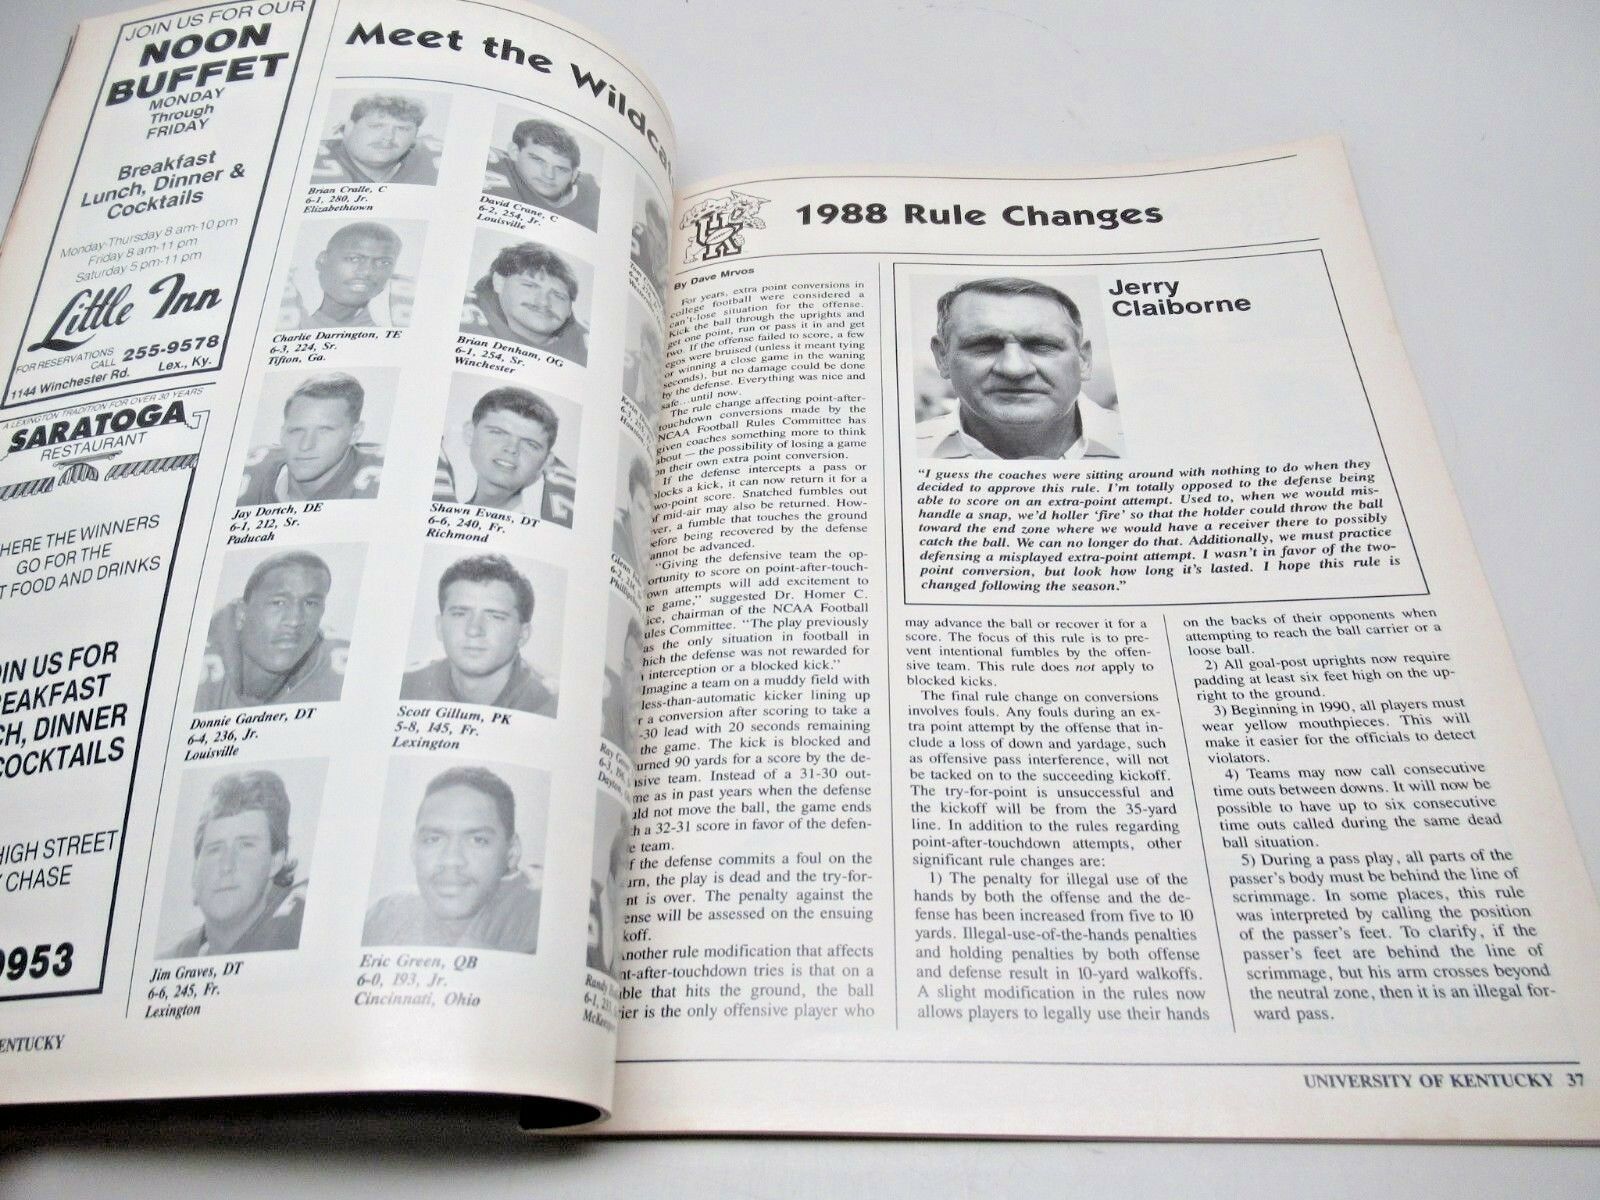 JOIN US FOR OUR
NOON
BUFFET
MONDAY
Through
FRIDAY
Breakfast
Lunch, Dinner &
Cocktails
Monday-Thursday 8 am-10 pm
Friday 8 am-11 pm
Saturday 5 pm-11 pm
Little Inn
FOR RESERVATIONS
CALL 255-9578
1144 Winchester Rd. Lex., Ky.
A LEXINGTON TRADITION FOR OVER 30 YEARS
SARATOGA
RESTAURANT
THE WINNERS
GO FOR THE
FOOD AND DRINKS
US FOR
DINNER
COCKTAILS
STREET
CHASE
9953
Meet the
Brian Cralle, C
6-1, 280, Jr.
Elizabethtown
David Crane, C
6-2, 254, Jr.
Louisville
Charlie Darrington, TE
6-3, 224, Sr.
Tifton, Ga.
Brian Denham, OG
6-1, 254, Sr.
Winchester
Jay Dortch, DE
6-1, 212, Sr.
Paducah
Shawn Evans, DT
6-6, 240, Fr.
Richmond
Donnie Gardner, DT
6-4, 236, Jr.
Louisville
Scott Gillum, PK
5-8, 145, Fr.
Lexington
Jim Graves, DT
6-6, 245, Fr.
Lexington
Eric Green, QB
6-0, 193, Jr.
Cincinnati, Ohio
UK
1988 Rule Changes
By Dave Mrvos
For years, extra point conversions in
college football were considered a
can't-lose situation for the offense.
Kick the ball through the uprights and
get one point, run or pass it in and get
two. If the offense failed to score, a few
egos were bruised (unless it meant tying
or winning a close game in the waning
seconds), but no damage could be done
by the defense. Everything was nice and
safe...until now.
The rule change affecting point-after-
touchdown conversions made by the
NCAA Football Rules Committee has
given coaches something more to think
about — the possibility of losing a game
on their own extra point conversion.
If the defense intercepts a pass or
blocks a kick, it can now return it for a
two-point score. Snatched fumbles out
of mid-air may also be returned. How-
ever, a fumble that touches the ground
before being recovered by the defense
cannot be advanced.
"Giving the defensive team the op-
portunity to score on point-after-touch-
attempts will add excitement to
game," suggested Dr. Homer C.
chairman of the NCAA Football
Committee. "The play previously
the only situation in football in
the defense was not rewarded for
interception or a blocked kick."
Imagine a team on a muddy field with
less-than-automatic kicker lining up
a conversion after scoring to take a
-30 lead with 20 seconds remaining
the game. The kick is blocked and
90 yards for a score by the de-
team. Instead of a 31-30 out-
as in past years when the defense
not move the ball, the game ends
a 32-31 score in favor of the defen-
team.
the defense commits a foul on the
the play is dead and the try-for-
is over. The penalty against the
will be assessed on the ensuing
rule modification that affects
tries is that on a
that hits the ground, the ball
is the only offensive player who
Jerry
Claiborne
"I guess the coaches were sitting around with nothing to do when they
decided to approve this rule. I'm totally opposed to the defense being
able to score on an extra-point attempt. Used to, when we would mis-
handle a snap, we'd holler 'fire' so that the holder could throw the ball
toward the end zone where we would have a receiver there to possibly
catch the ball. We can no longer do that. Additionally, we must practice
defensing a misplayed extra-point attempt. I wasn't in favor of the two-
point conversion, but look how long it's lasted. I hope this rule is
changed following the season."
may advance the ball or recover it for a
score. The focus of this rule is to pre-
vent intentional fumbles by the offen-
sive team. This rule does not apply to
blocked kicks.
The final rule change on conversions
involves fouls. Any fouls during an ex-
tra point attempt by the offense that in-
clude a loss of down and yardage, such
as offensive pass interference, will not
be tacked on to the succeeding kickoff.
The try-for-point is unsuccessful and
the kickoff will be from the 35-yard
line. In addition to the rules regarding
point-after-touchdown attempts, other
significant rule changes are:
1) The penalty for illegal use of the
hands by both the offense and the de-
fense has been increased from five to 10
yards. Illegal-use-of-the-hands penalties
and holding penalties by both offense
and defense result in 10-yard walkoffs.
A slight modification in the rules now
allows players to legally use their hands
on the backs of their opponents when
attempting to reach the ball carrier or a
loose ball.
2) All goal-post uprights now require
padding at least six feet high on the up-
right to the ground.
3) Beginning in 1990, all players must
wear yellow mouthpieces. This will
make it easier for the officials to detect
violators.
4) Teams may now call consecutive
time outs between downs. It will now be
possible to have up to six consecutive
time outs called during the same dead
ball situation.
5) During a pass play, all parts of the
passer's body must be behind the line of
scrimmage. In some places, this rule
was interpreted by calling the position
of the passer's feet. To clarify, if the
passer's feet are behind the line of
scrimmage, but his arm crosses beyond
the neutral zone, then it is an illegal for-
ward pass.
UNIVERSITY OF KENTUCKY 37